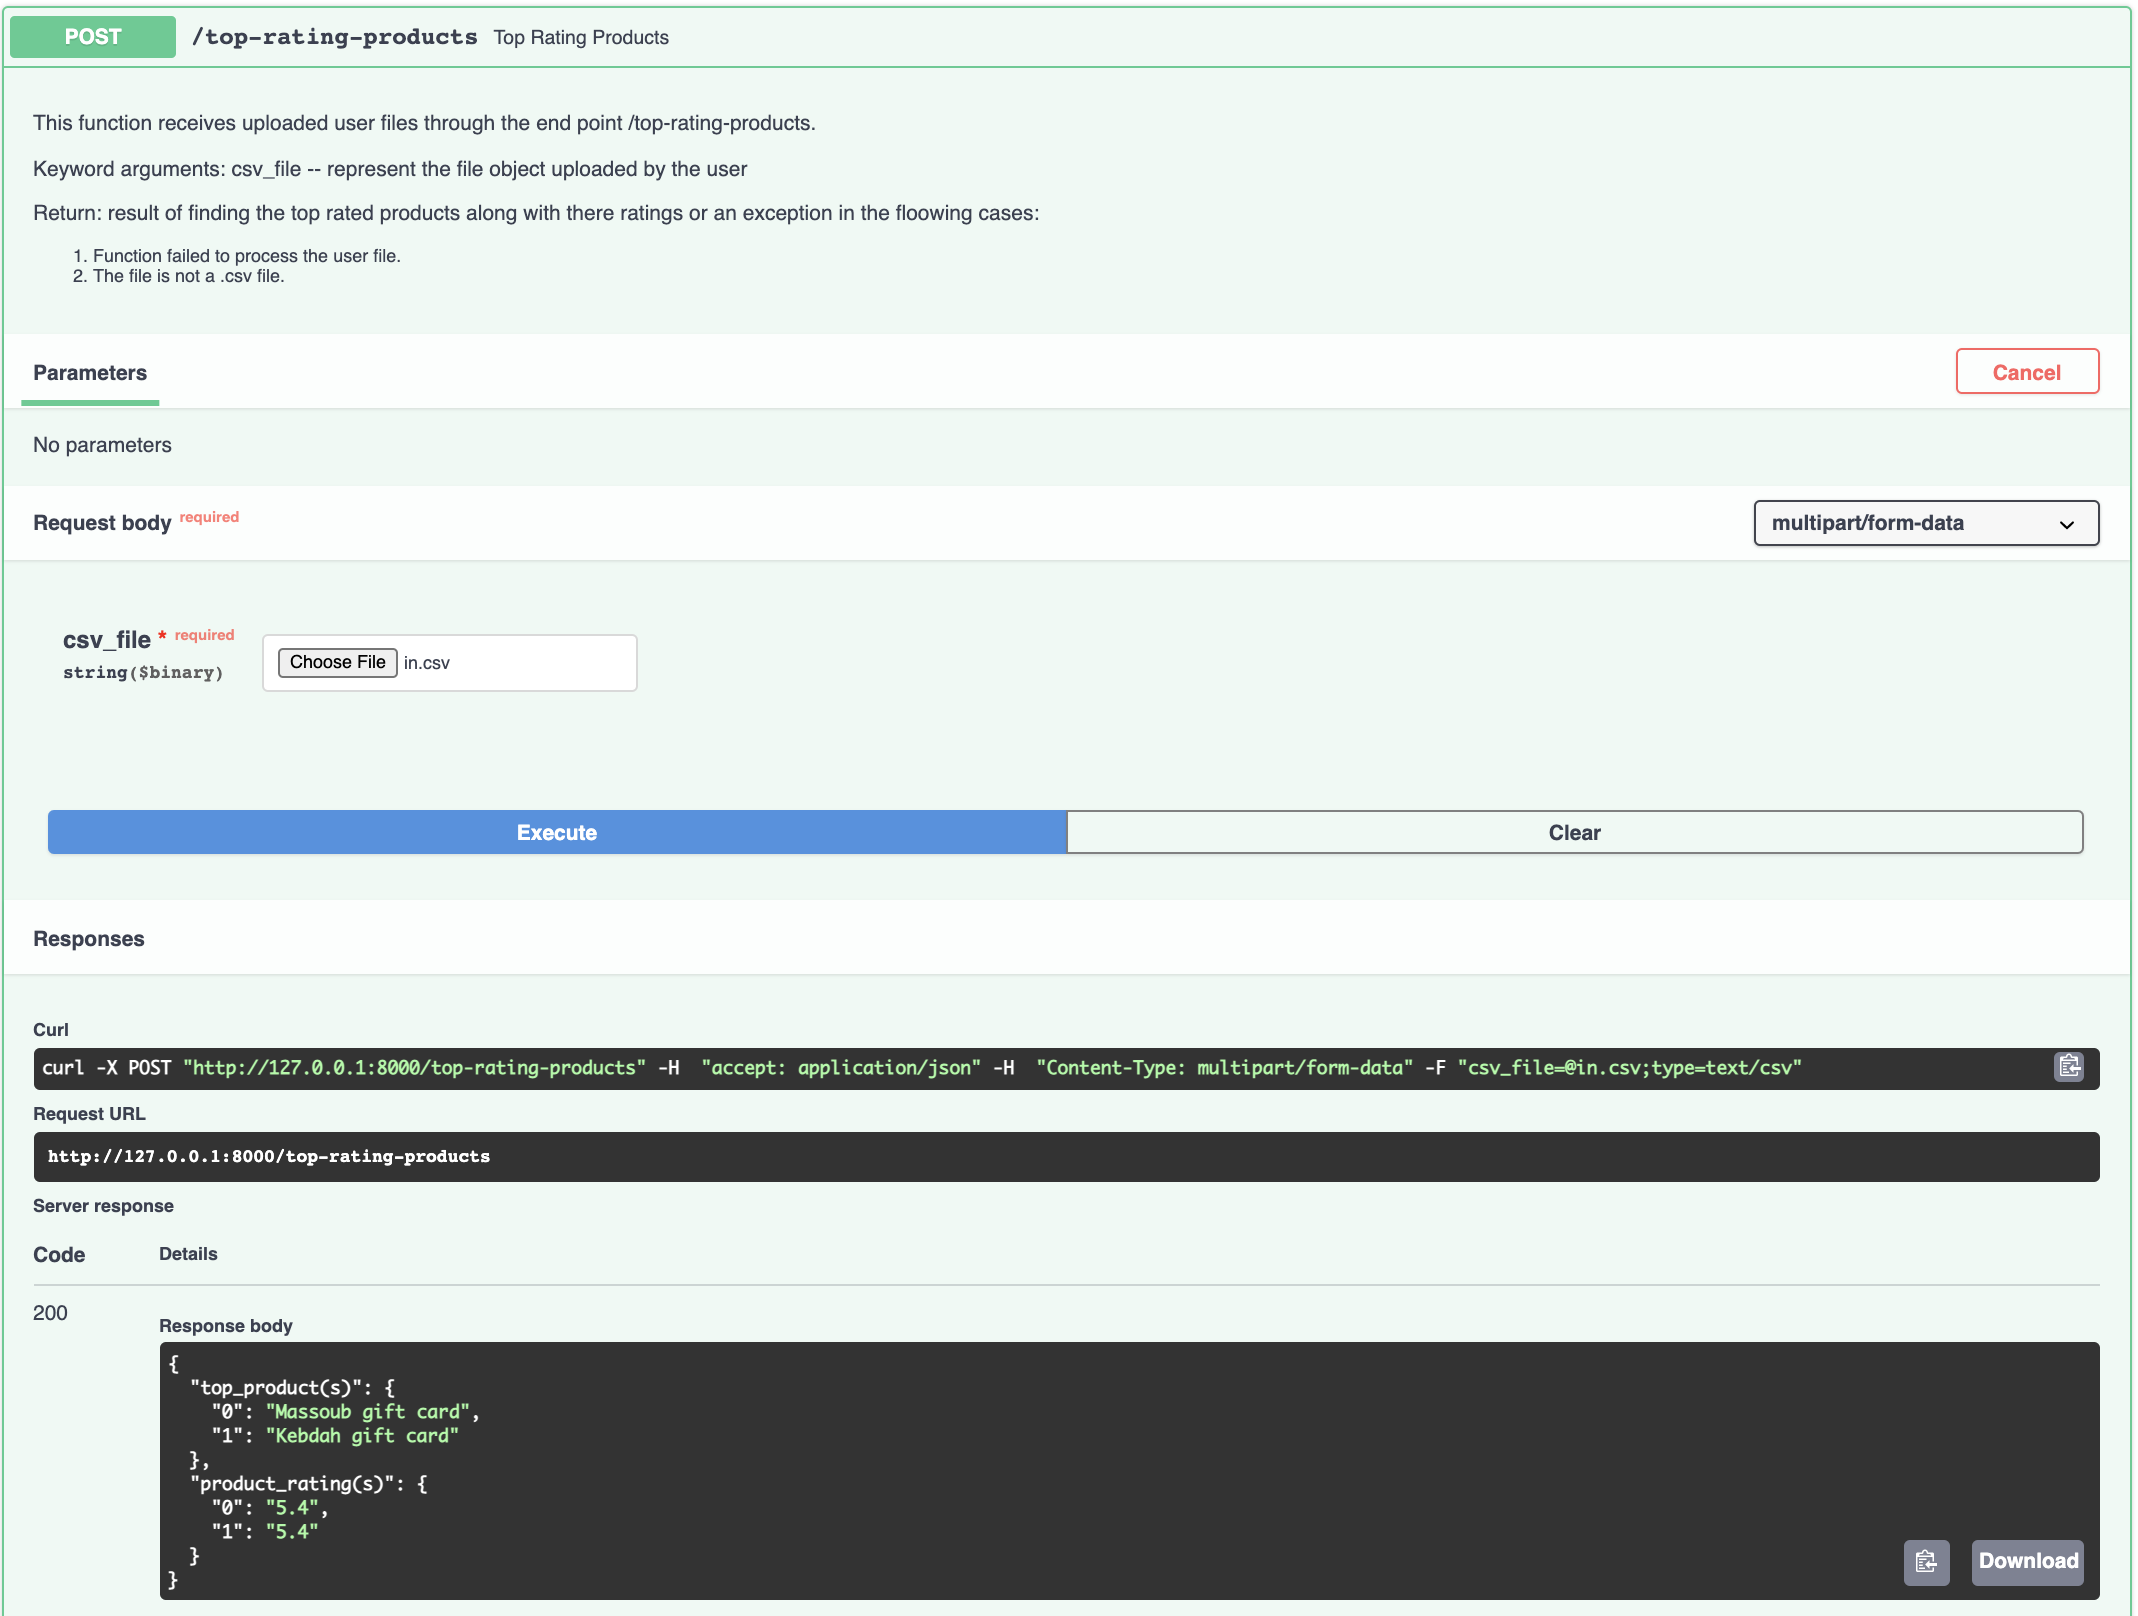 POST /top-rating-products Top Rating Products
This function receives uploaded user files through the end point /top-rating-products.
Keyword arguments: csv_file -- represent the file object uploaded by the user
Return: result of finding the top rated products along with there ratings or an exception in the floowing cases:
1. Function failed to process the user file.
2. The file is not a .csv file.
Parameters
Cancel
No parameters
Request body required
multipart/form-data
csv_file * required
string($binary)
Choose File in.csv
Execute
Clear
Responses
Curl
curl -X POST "http://127.0.0.1:8000/top-rating-products" -H  "accept: application/json" -H  "Content-Type: multipart/form-data" -F "csv_file=@in.csv;type=text/csv"
Request URL
http://127.0.0.1:8000/top-rating-products
Server response
Code Details
200
Response body
{
  "top_product(s)": {
    "0": "Massoub gift card",
    "1": "Kebdah gift card"
  },
  "product_rating(s)": {
    "0": "5.4",
    "1": "5.4"
  }
}
Download